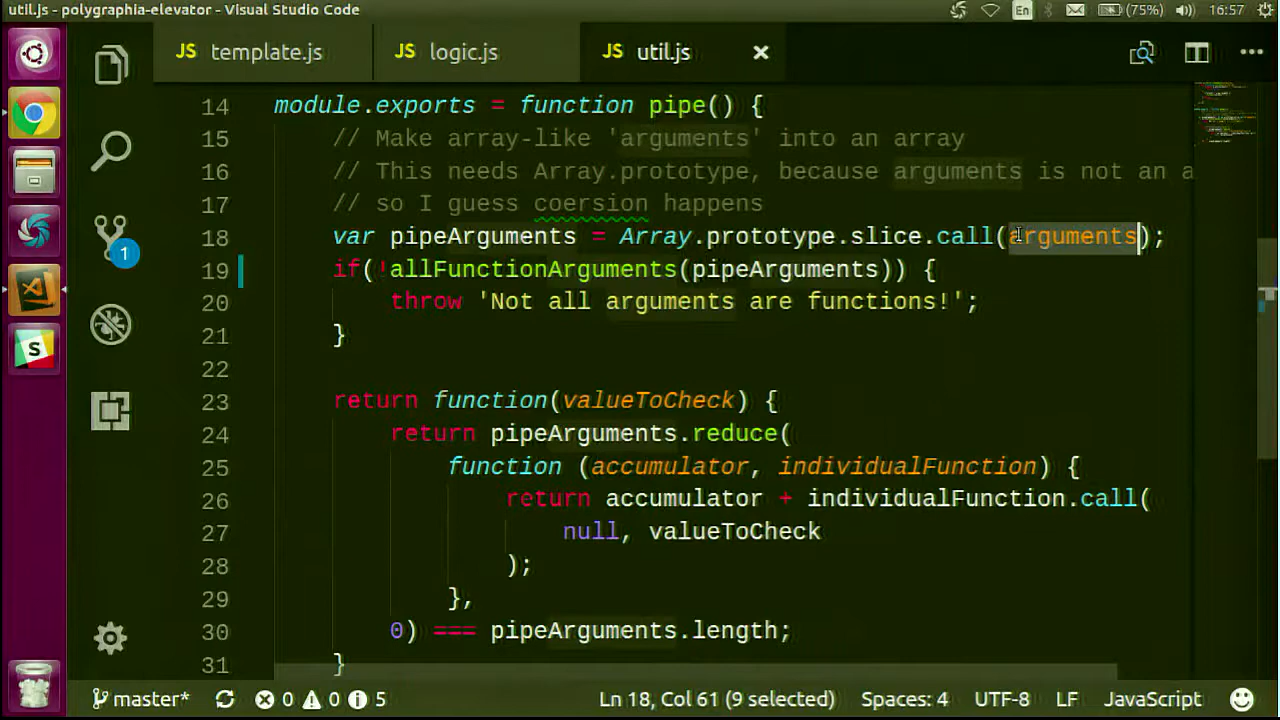 util.js - polygraphia-elevator - Visual Studio Code
En
(75%)
16:57
JS template.js
JS logic.js
JS util.js
14 module.exports = function pipe() {
15 // Make array-like 'arguments' into an array
16 // This needs Array.prototype, because arguments is not an a
17 // so I guess coersion happens
18 var pipeArguments = Array.prototype.slice.call(arguments);
19 if(!allFunctionArguments(pipeArguments)) {
20 throw 'Not all arguments are functions!';
21 }
22
23 return function(valueToCheck) {
24 return pipeArguments.reduce(
25 function (accumulator, individualFunction) {
26 return accumulator + individualFunction.call(
27 null, valueToCheck
28 );
29 },
30 0) === pipeArguments.length;
31 }
1
S
master* 0 0 5 Ln 18, Col 61 (9 selected) Spaces: 4 UTF-8 LF JavaScript